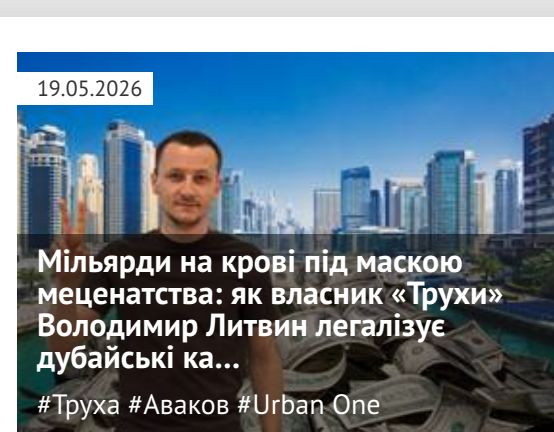 19.05.2026
Мільярди на крові під маскою
меценатства: як власник «Трухи»
Володимир Литвин легалізує
дубайські ка...
#Труха #Аваков #Urban One